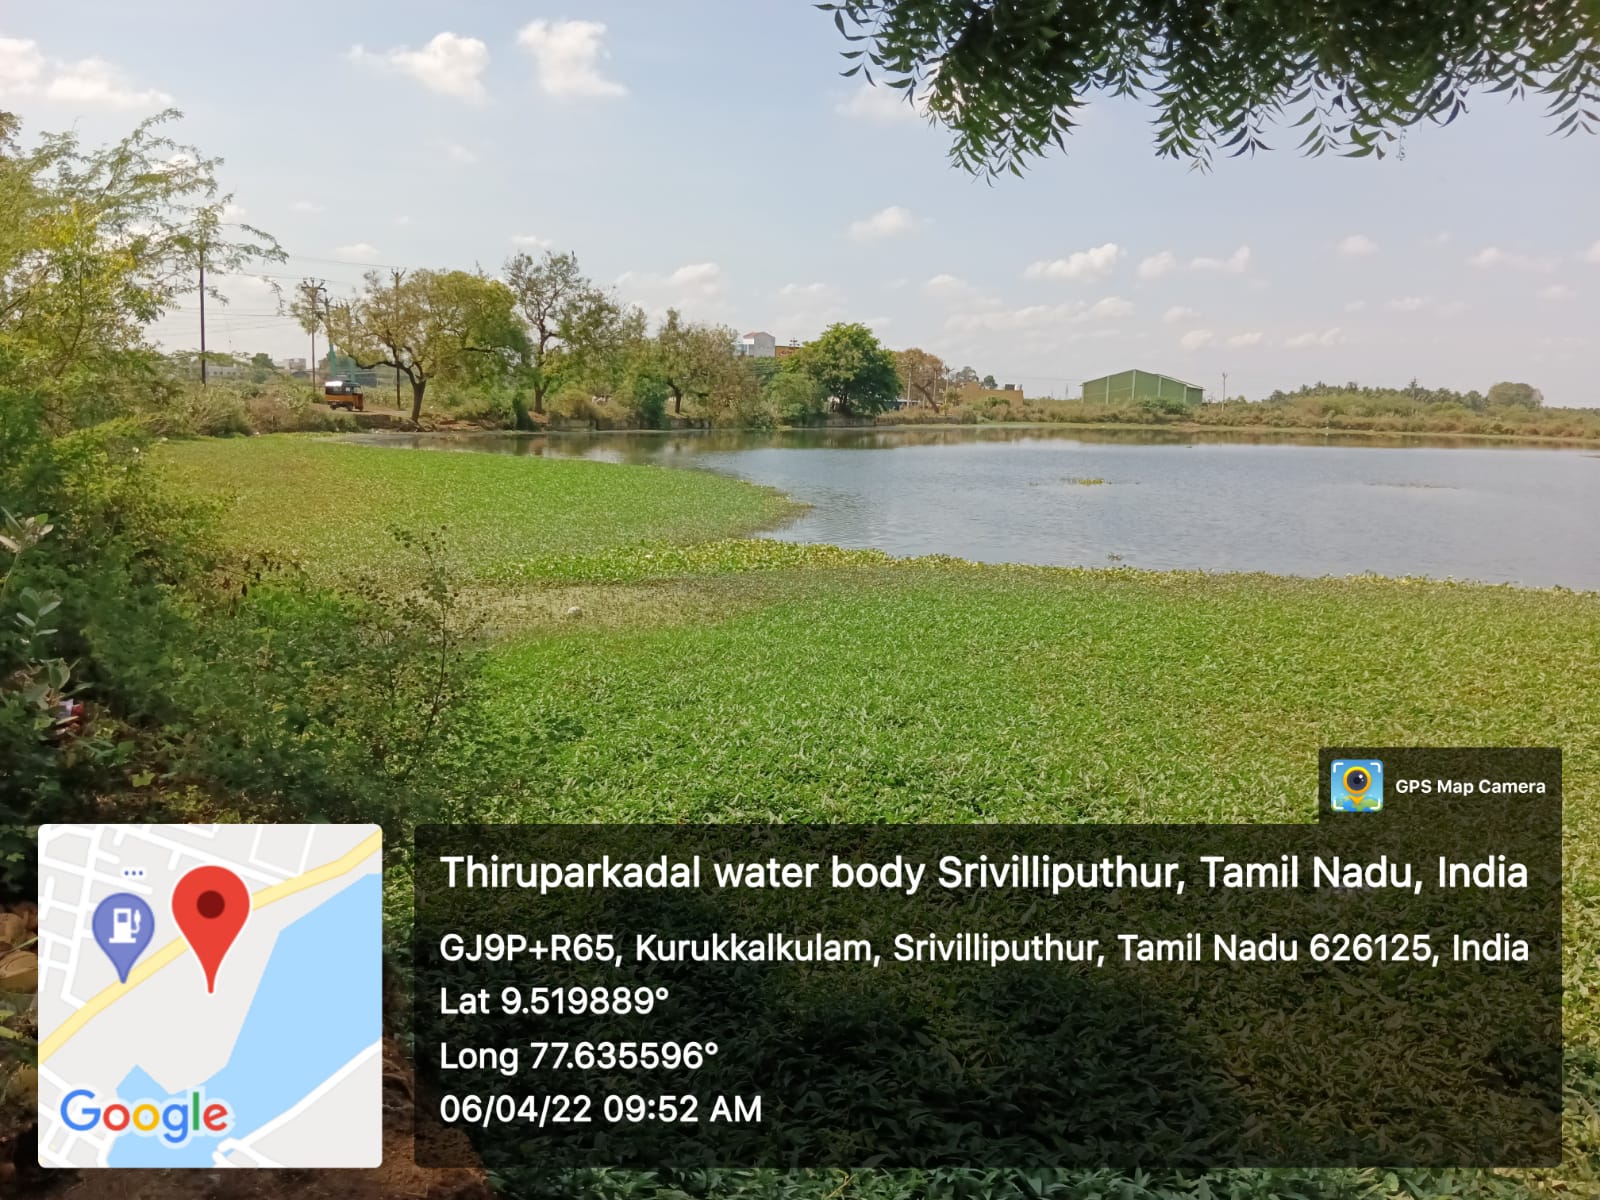 GPS Map Camera
Thiruparkadal water body Srivilliputhur, Tamil Nadu, India
GJ9P+R65, Kurukkalkulam, Srivilliputhur, Tamil Nadu 626125, India
Lat 9.519889°
Long 77.635596°
06/04/22 09:52 AM
Google